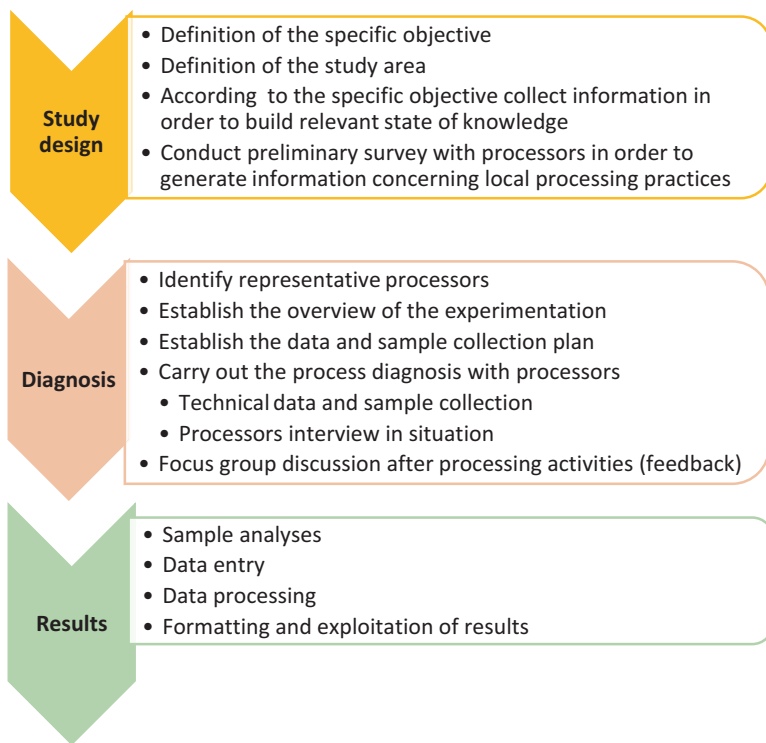 Study
design
• Definition of the specific objective
• Definition of the study area
• According to the specific objective collect information in
order to build relevant state of knowledge
• Conduct preliminary survey with processors in order to
generate information concerning local processing practices
Diagnosis
• Identify representative processors
• Establish the overview of the experimentation
• Establish the data and sample collection plan
• Carry out the process diagnosis with processors
• Technical data and sample collection
• Processors interview in situation
• Focus group discussion after processing activities (feedback)
Results
• Sample analyses
• Data entry
• Data processing
• Formatting and exploitation of results